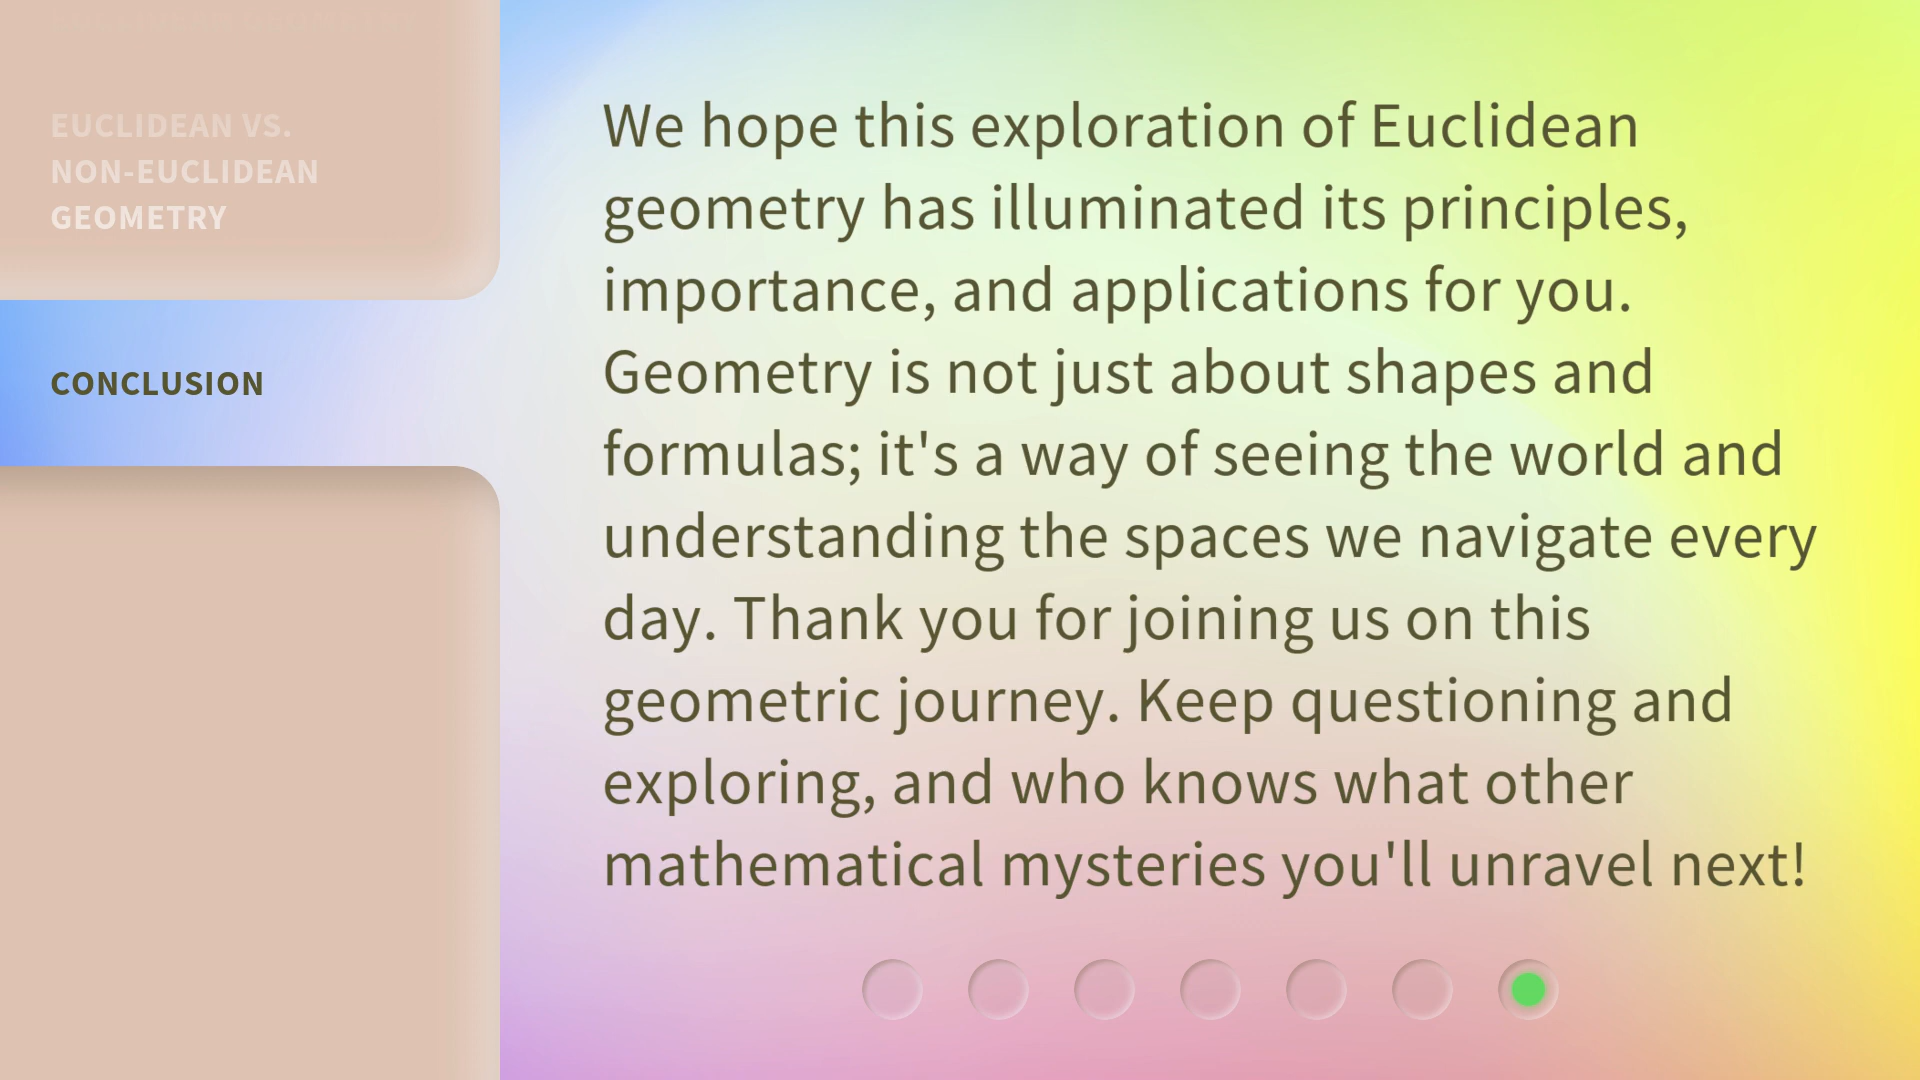 EUCLIDEAN VS.
NON-EUCLIDEAN
GEOMETRY
CONCLUSION
We hope this exploration of Euclidean
geometry has illuminated its principles,
importance, and applications for you.
Geometry is not just about shapes and
formulas; it's a way of seeing the world and
understanding the spaces we navigate every
day. Thank you for joining us on this
geometric journey. Keep questioning and
exploring, and who knows what other
mathematical mysteries you'll unravel next!